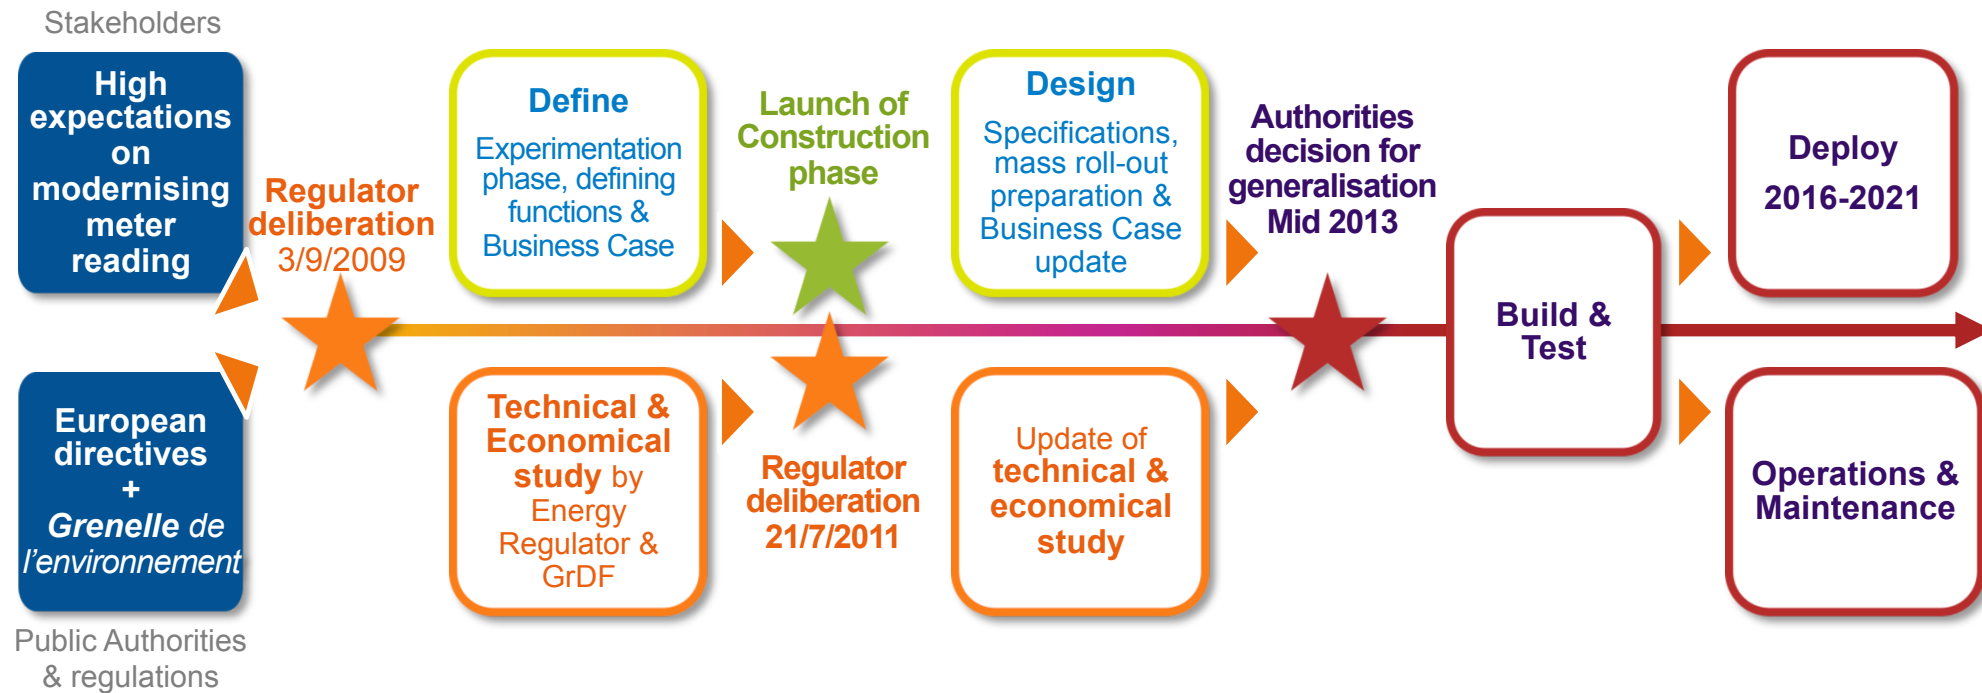 Stakeholders
High
expectations
on
modernising
meter
reading
European
directives
+
Grenelle de
l'environnement
Public Authorities
& regulations
Regulator
deliberation
3/9/2009
Define
Experimentation
phase, defining
functions &
Business Case
Technical &
Economical
study by
Energy
Regulator &
GrDF
Launch of
Construction
phase
Regulator
deliberation
21/7/2011
Design
Specifications,
mass roll-out
preparation &
Business Case
update
Update of
technical &
economical
study
Authorities
decision for
generalisation
Mid 2013
Build &
Test
Deploy
2016-2021
Operations &
Maintenance